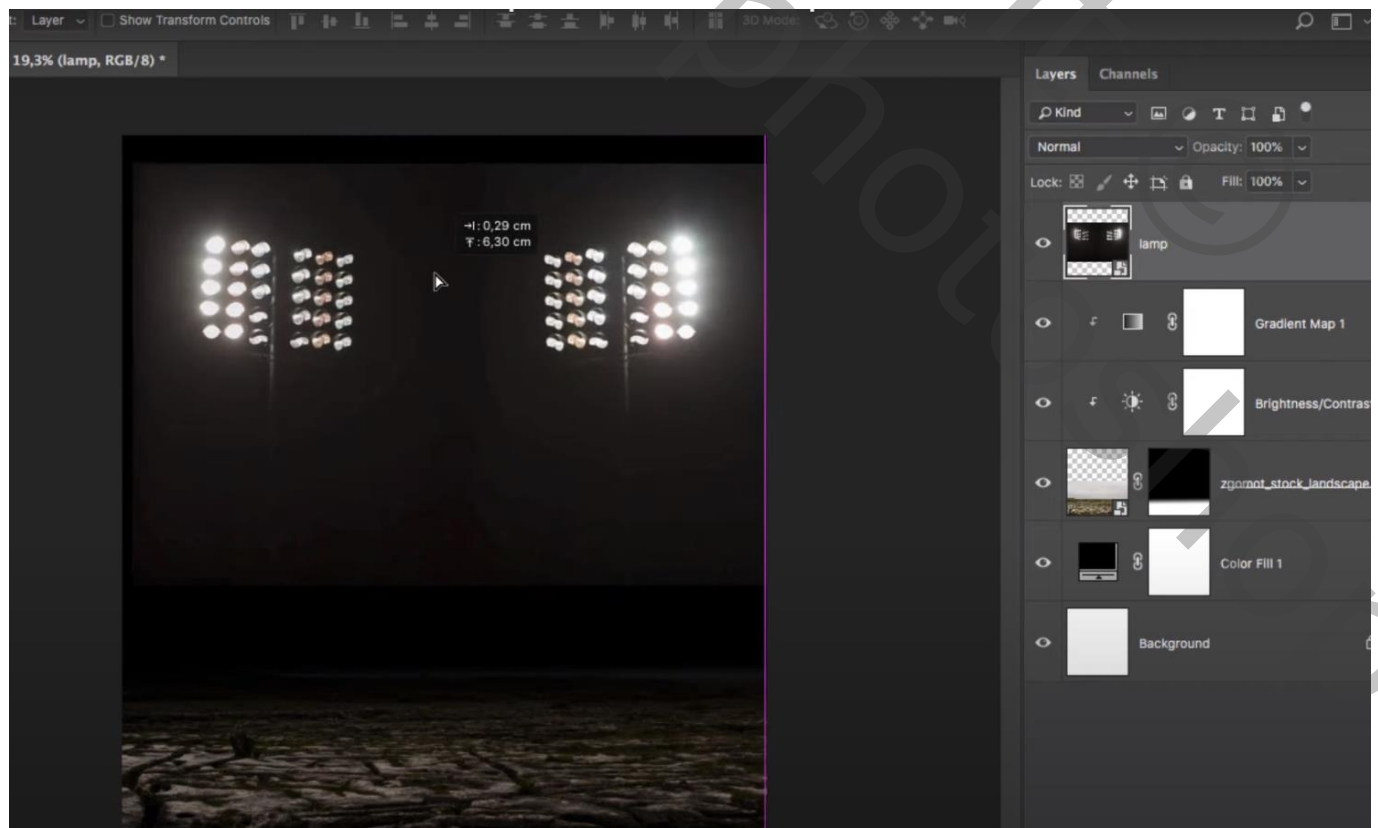 t: Layer Show Transform Controls 3D Mode:
19,3% (lamp, RGB/8) *
Layers Channels
Kind
Normal Opacity: 100%
Lock: Fill: 100%
lamp
Gradient Map 1
Brightness/Contras
zgornot_stock_landscape.
Color Fill 1
Background
→I: 0,29 cm
: 6,30 cm